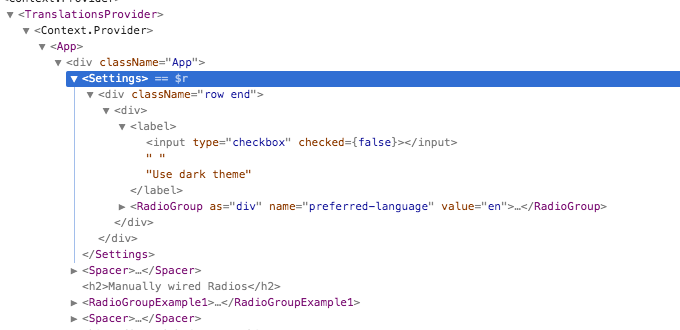 <Context.Provider>
▼<TranslationsProvider>
▼<Context.Provider>
▼<App>
▼<div className="App">
▼<Settings> == $r
▼<div className="row end">
▼<div>
▼<label>
<input type="checkbox" checked={false}></input>
" "
"Use dark theme"
</label>
▶<RadioGroup as="div" name="preferred-language" value="en">…</RadioGroup>
</div>
</div>
</Settings>
▶<Spacer>…</Spacer>
<h2>Manually wired Radios</h2>
▶<RadioGroupExample1>…</RadioGroupExample1>
▶<Spacer>…</Spacer>